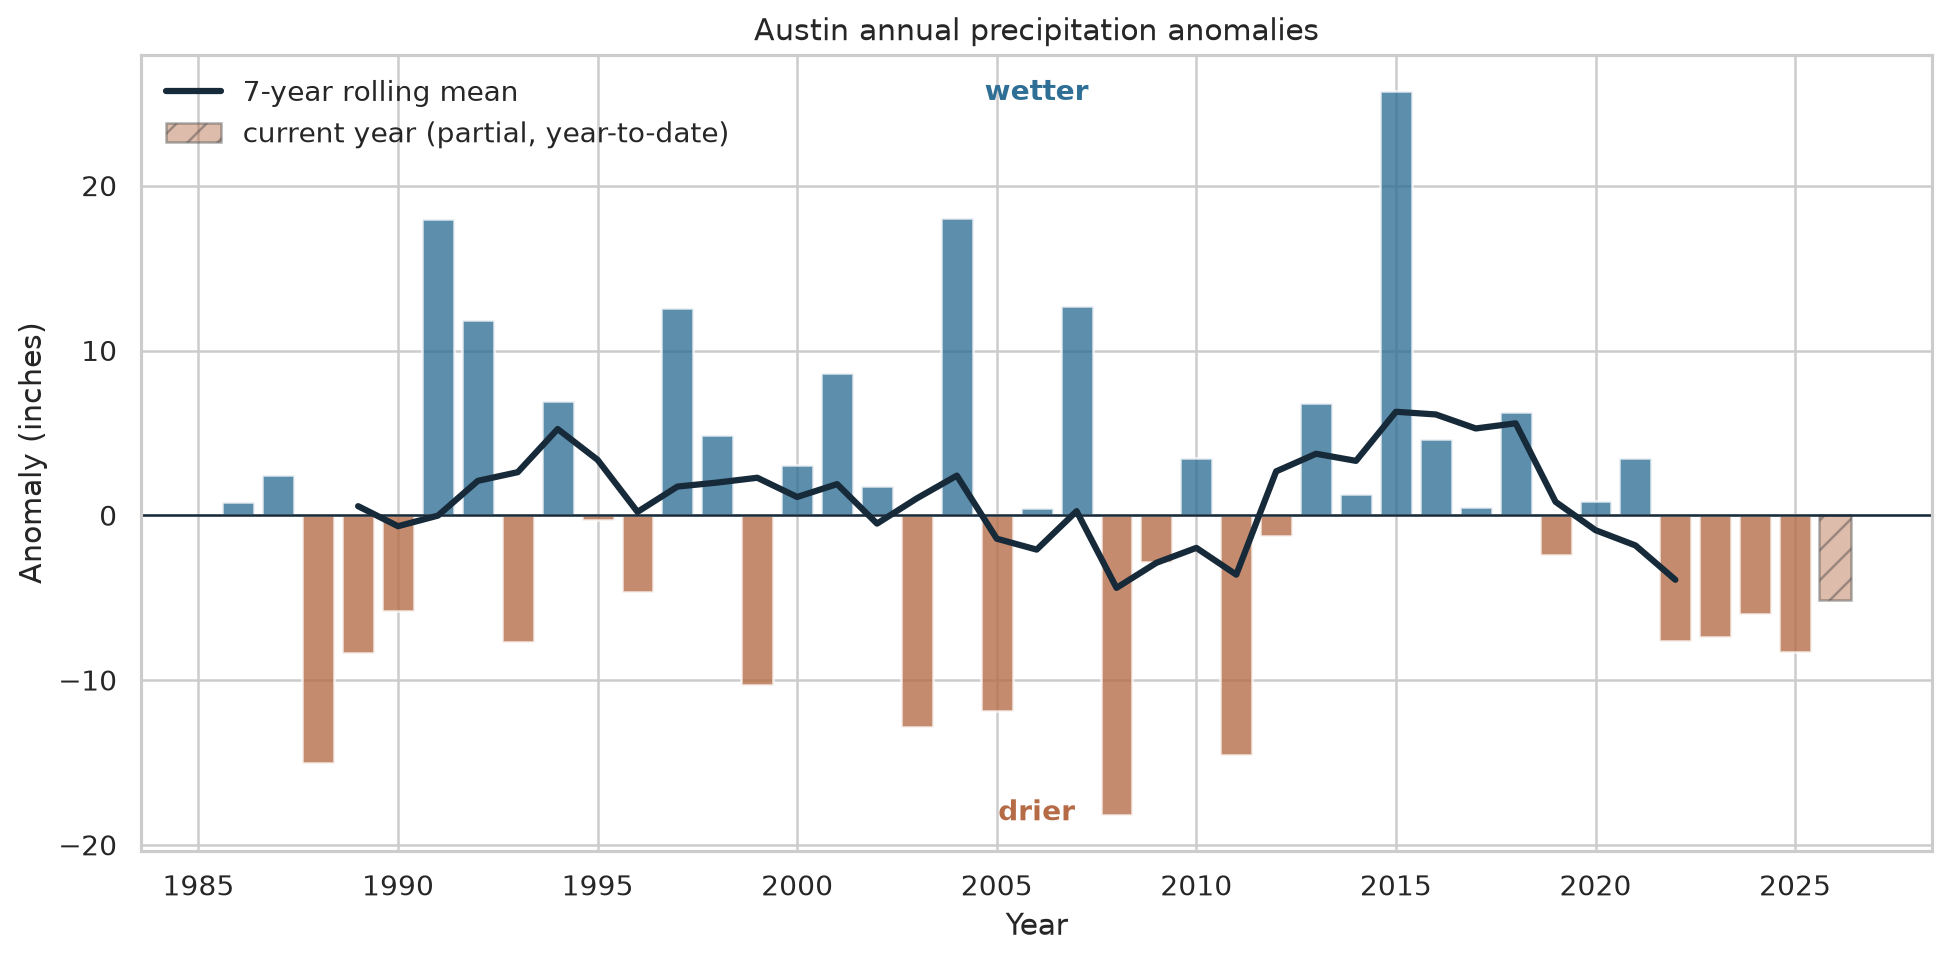 Austin annual precipitation anomalies
7-year rolling mean
current year (partial, year-to-date)
wetter
drier
Anomaly (inches)
20
10
0
−10
−20
1985 1990 1995 2000 2005 2010 2015 2020 2025
Year